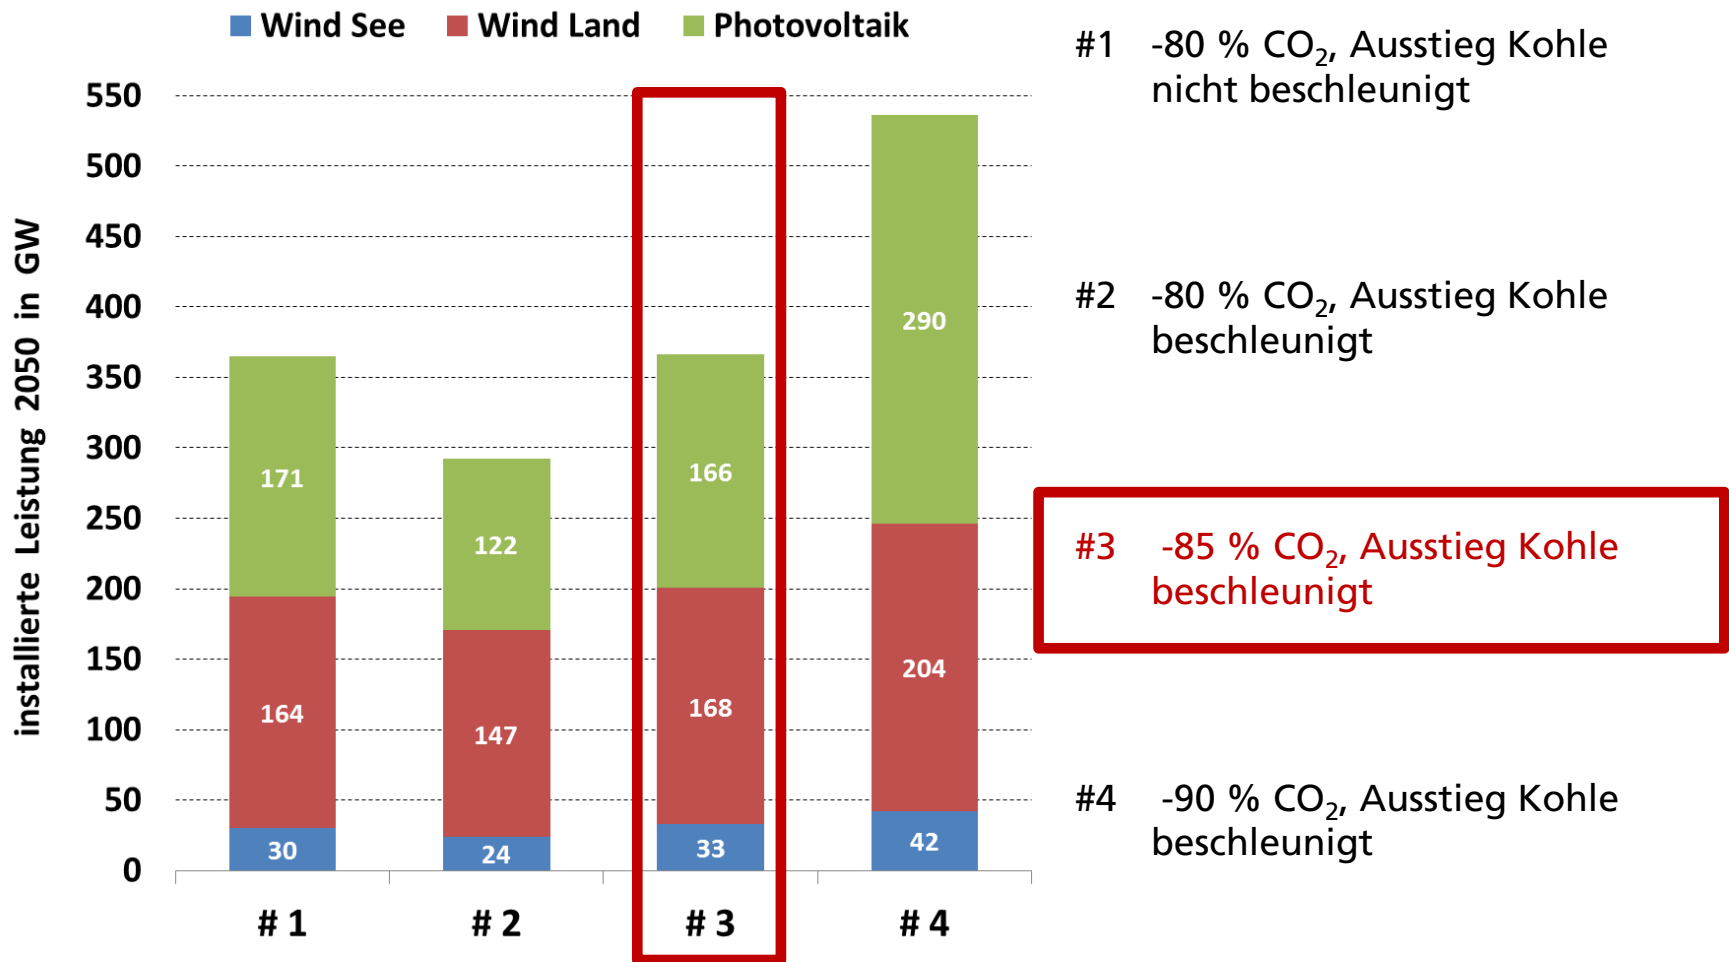 Wind See Wind Land Photovoltaik
installierte Leistung 2050 in GW
550
500
450
400
350
300
250
200
150
100
50
0
171
164
30
122
147
24
166
168
33
290
204
42
# 1 # 2 # 3 # 4
#1 -80 % CO₂, Ausstieg Kohle
nicht beschleunigt
#2 -80 % CO₂, Ausstieg Kohle
beschleunigt
#3 -85 % CO₂, Ausstieg Kohle
beschleunigt
#4 -90 % CO₂, Ausstieg Kohle
beschleunigt